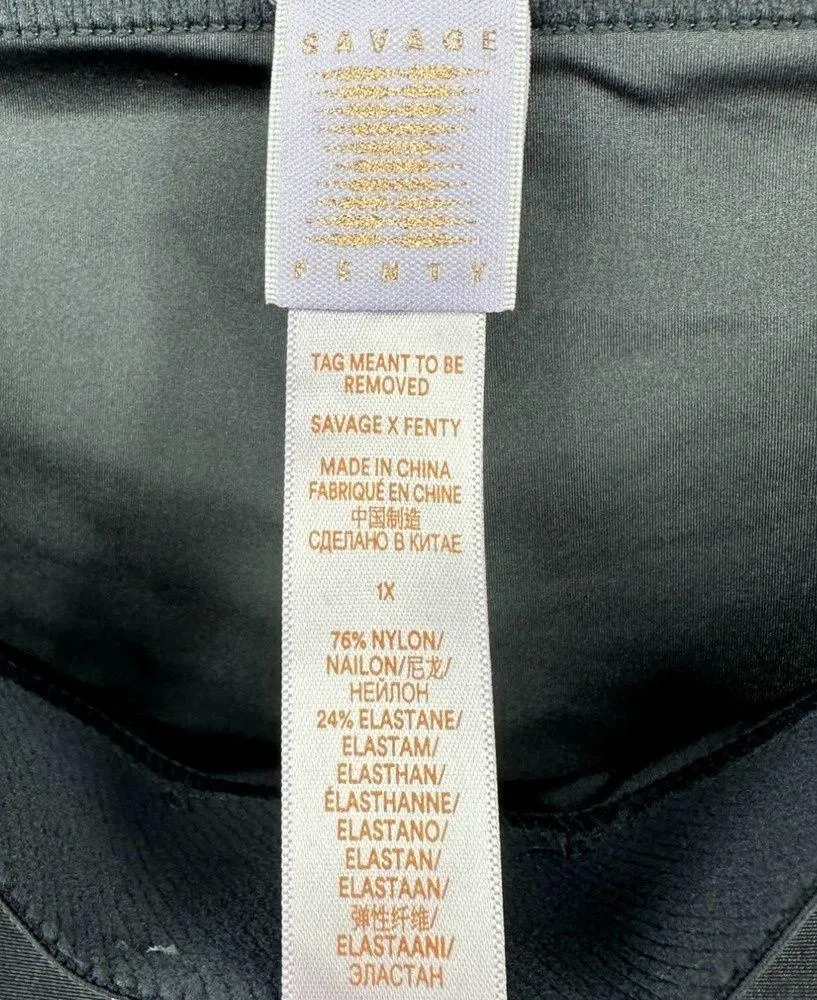 SAVAGE
FENTY
TAG MEANT TO BE
REMOVED
SAVAGE X FENTY
MADE IN CHINA
FABRIQUÉ EN CHINE
中国制造
СДЕЛАНО В КИТАЕ
1X
76% NYLON/
NAILON/尼龙/
НЕЙЛОН
24% ELASTANE/
ELASTAM/
ELASTHAN/
ÉLASTHANNE/
ELASTANO/
ELASTAN/
ELASTAAN/
弹性纤维/
ELASTAANI/
ЭЛАСТАН